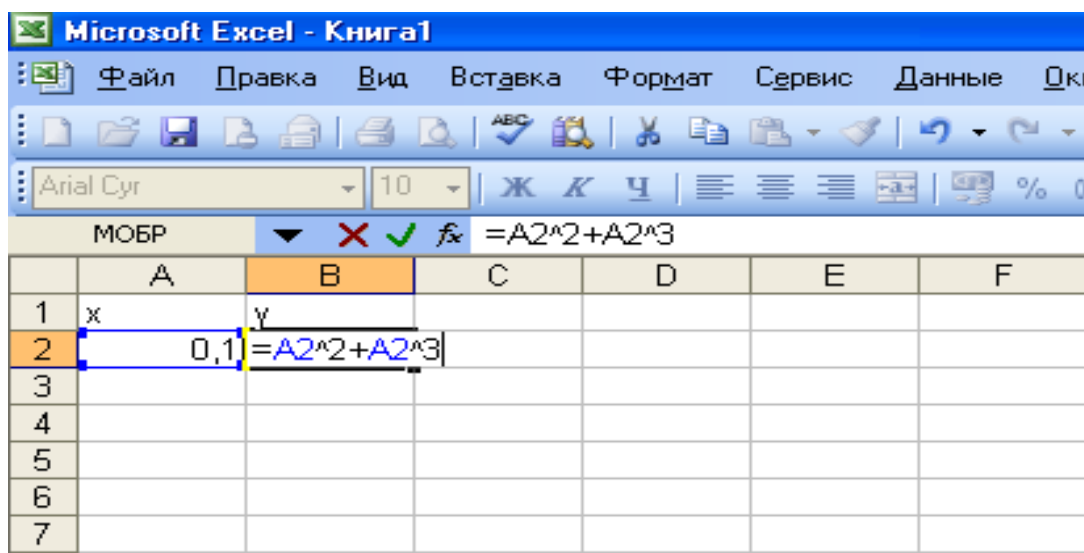 Microsoft Excel - Книга1
Файл Правка Вид Вставка Формат Сервис Данные
ABC
Arial Cyr 10 Ж К Ч %
МОБР =A2^2+A2^3
A B C D E F
1 x y
2 0,1 =A2^2+A2^3
3
4
5
6
7